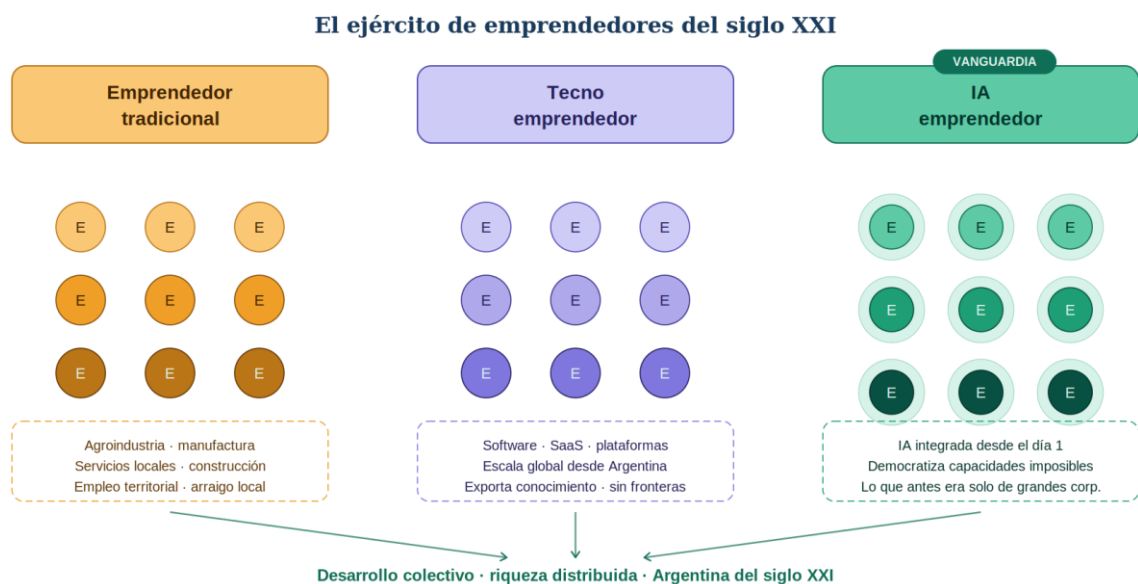 El ejército de emprendedores del siglo XXI
VANGUARDIA
Emprendedor
tradicional
Tecno
emprendedor
IA
emprendedor
E E E E E E E E E
E E E E E E E E E
E E E E E E E E E
Agroindustria · manufactura
Servicios locales · construcción
Empleo territorial · arraigo local
Software · SaaS · plataformas
Escala global desde Argentina
Exporta conocimiento · sin fronteras
IA integrada desde el día 1
Democratiza capacidades imposibles
Lo que antes era solo de grandes corp.
Desarrollo colectivo · riqueza distribuida · Argentina del siglo XXI